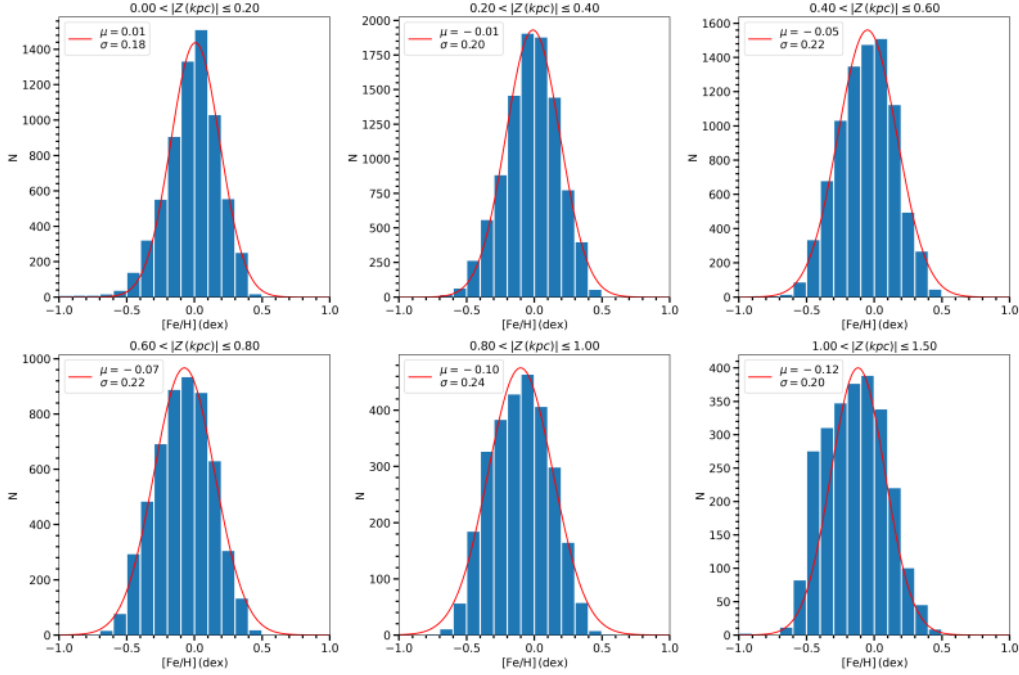 0.00 < |Z (kpc)| ≤ 0.20
μ = 0.01
σ = 0.18
N
1400
1200
1000
800
600
400
200
0
−1.0 −0.5 0.0 0.5 1.0
[Fe/H] (dex)
0.20 < |Z (kpc)| ≤ 0.40
μ = −0.01
σ = 0.20
N
2000
1750
1500
1250
1000
750
500
250
0
−1.0 −0.5 0.0 0.5 1.0
[Fe/H] (dex)
0.40 < |Z (kpc)| ≤ 0.60
μ = −0.05
σ = 0.22
N
1600
1400
1200
1000
800
600
400
200
0
−1.0 −0.5 0.0 0.5 1.0
[Fe/H] (dex)
0.60 < |Z (kpc)| ≤ 0.80
μ = −0.07
σ = 0.22
N
1000
800
600
400
200
0
−1.0 −0.5 0.0 0.5 1.0
[Fe/H] (dex)
0.80 < |Z (kpc)| ≤ 1.00
μ = −0.10
σ = 0.24
N
400
300
200
100
0
−1.0 −0.5 0.0 0.5 1.0
[Fe/H] (dex)
1.00 < |Z (kpc)| ≤ 1.50
μ = −0.12
σ = 0.20
N
400
350
300
250
200
150
100
50
0
−1.0 −0.5 0.0 0.5 1.0
[Fe/H] (dex)